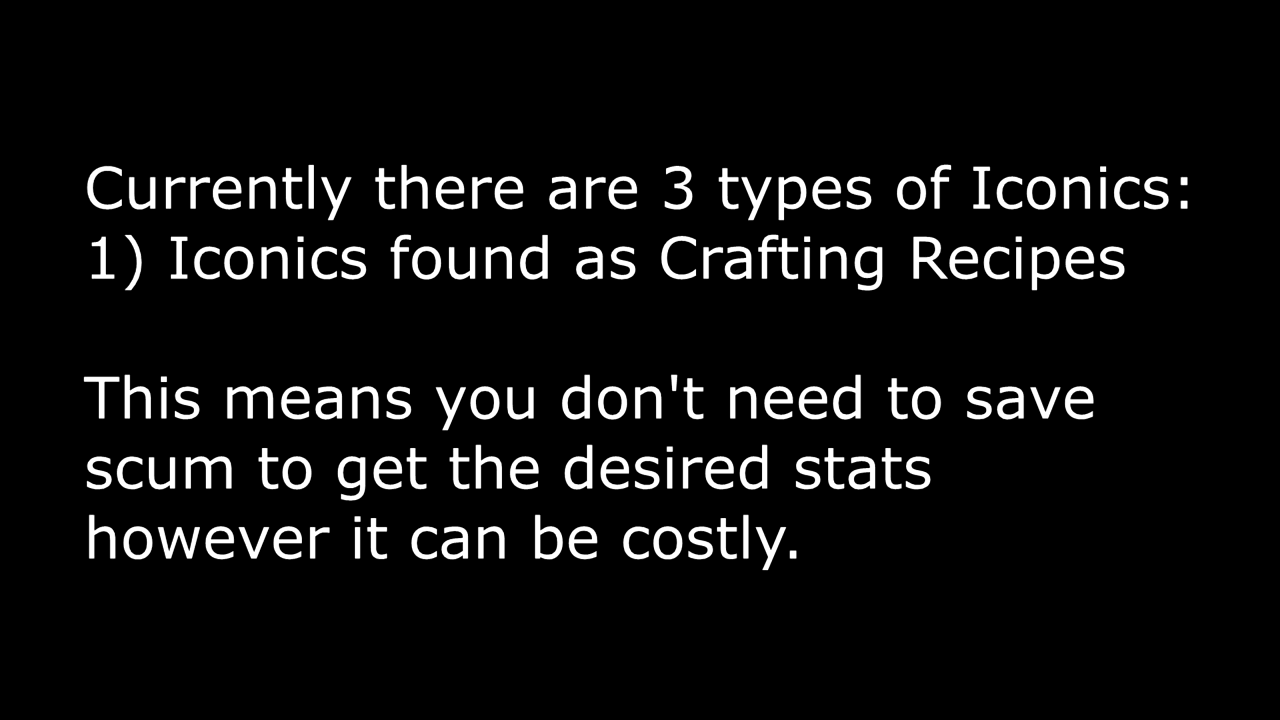 Currently there are 3 types of Iconics:
1) Iconics found as Crafting Recipes
This means you don't need to save
scum to get the desired stats
however it can be costly.